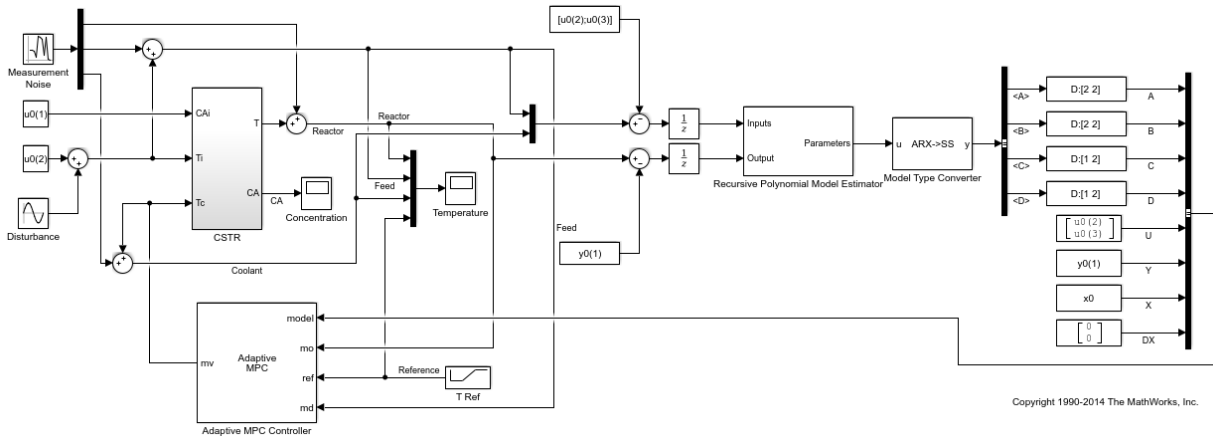 [u0(2);u0(3)]
Measurement
Noise
u0(1)
u0(2)
Disturbance
CAi
Ti
Tc
T
CA
CSTR
CA
Concentration
Reactor
Reactor
Feed
Temperature
Coolant
Feed
1
z
1
z
y0(1)
Inputs
Output
Parameters
Recursive Polynomial Model Estimator
u ARX->SS y
Model Type Converter
<A>
D:[2 2]
A
<B>
D:[2 2]
B
<C>
D:[1 2]
C
<D>
D:[1 2]
D
u0(2)
u0(3)
U
y0(1)
Y
x0
X
0
0
DX
mv
Adaptive
MPC
model
mo
ref
md
Adaptive MPC Controller
Reference
T Ref
Copyright 1990-2014 The MathWorks, Inc.